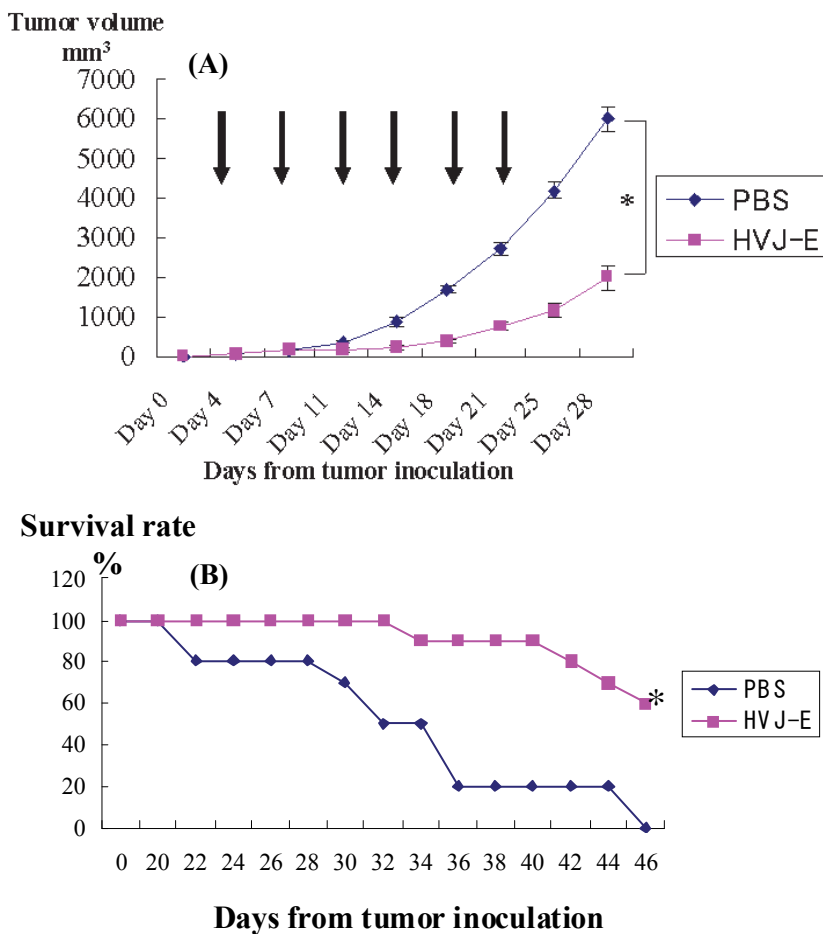 Tumor volume
mm³
(A)
7000
6000
5000
4000
3000
2000
1000
0
*
PBS
HVJ-E
Day 0
Day 4
Day 7
Day 11
Day 14
Day 18
Day 21
Day 25
Day 28
Days from tumor inoculation
Survival rate
%
(B)
120
100
80
60
40
20
0
*
PBS
HVJ-E
0 20 22 24 26 28 30 32 34 36 38 40 42 44 46
Days from tumor inoculation